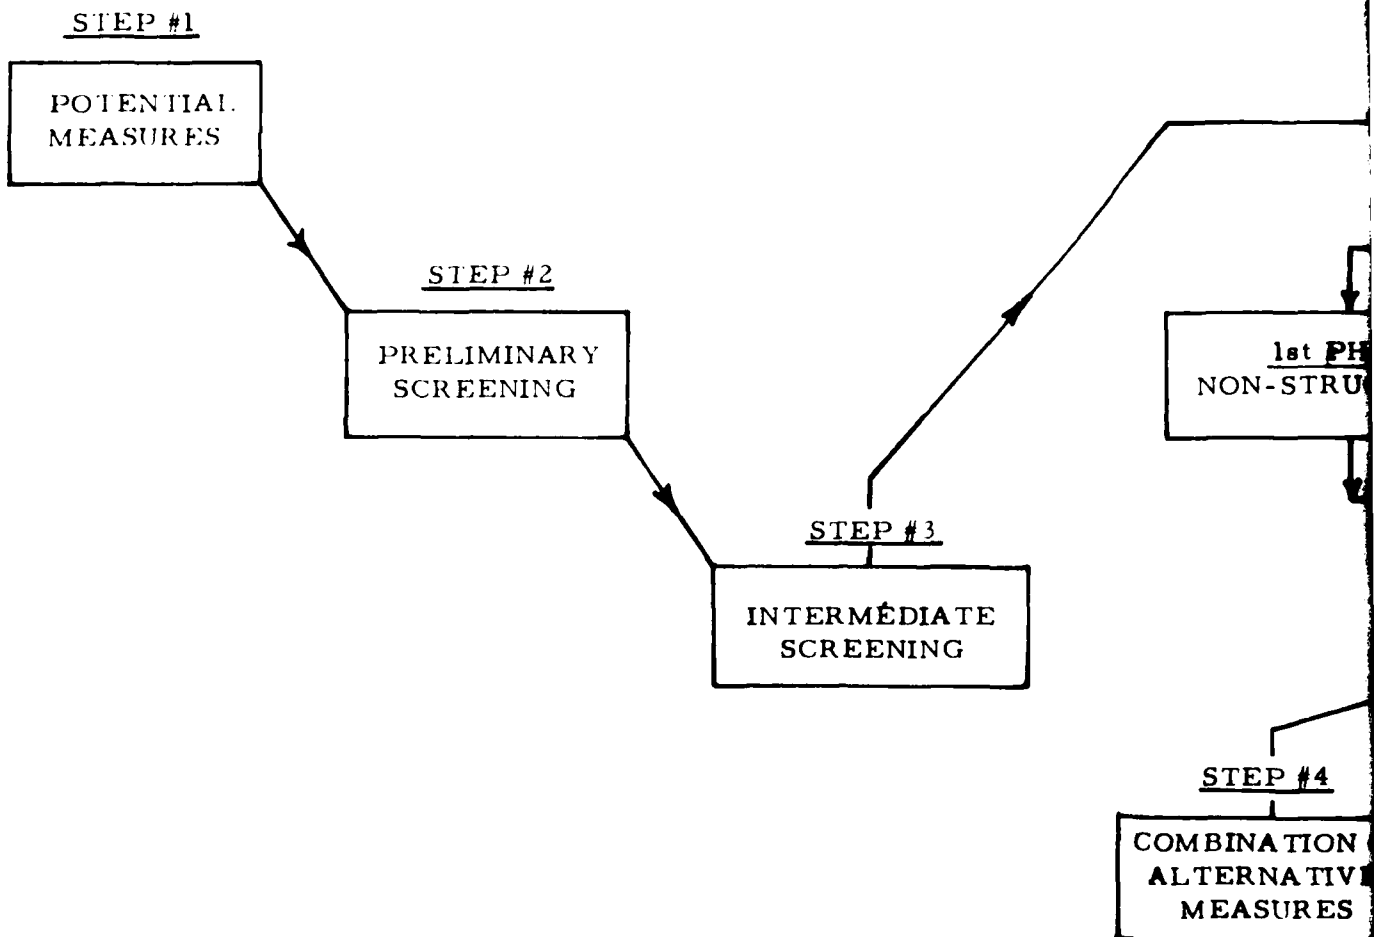 STEP #1
POTENTIAL
MEASURES
STEP #2
PRELIMINARY
SCREENING
1st PH
NON-STRU
STEP #3
INTERMÉDIATE
SCREENING
STEP #4
COMBINATION
ALTERNATIV
MEASURES